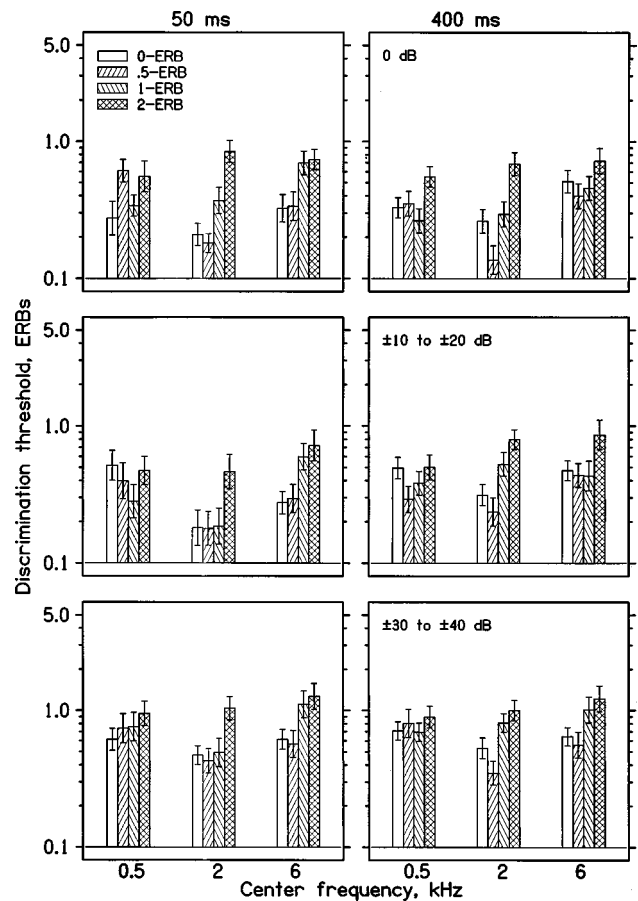 50 ms
400 ms
5.0
1.0
0.1
0-ERB
.5-ERB
1-ERB
2-ERB
0 dB
5.0
1.0
0.1
±10 to ±20 dB
5.0
1.0
0.1
±30 to ±40 dB
Discrimination threshold, ERBs
0.5
2
6
0.5
2
6
Center frequency, kHz